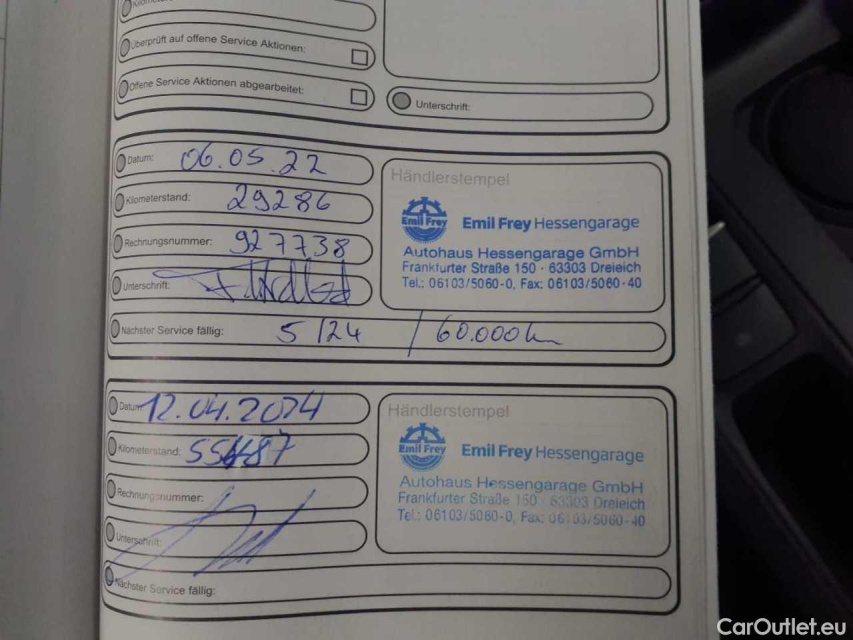 Überprüft auf offene Service Aktionen:
Offene Service Aktionen abgearbeitet:
Unterschrift:
Datum: 06.05.22
Kilometerstand: 29286
Rechnungsnummer: 927738
Unterschrift:
Nächster Service fällig: 5/24 / 60.000km
Händlerstempel
Emil Frey Emil Frey Hessengarage
Autohaus Hessengarage GmbH
Frankfurter Straße 150 · 63303 Dreieich
Tel.: 06103/5060-0, Fax: 06103/5060-40
Datum: 12.04.2024
Kilometerstand:
Rechnungsnummer:
Unterschrift:
Nächster Service fällig:
Händlerstempel
Emil Frey Emil Frey Hessengarage
Autohaus Hessengarage GmbH
Frankfurter Straße 150 · 63303 Dreieich
Tel.: 06103/5060-0, Fax: 06103/5060-40
CarOutlet.eu